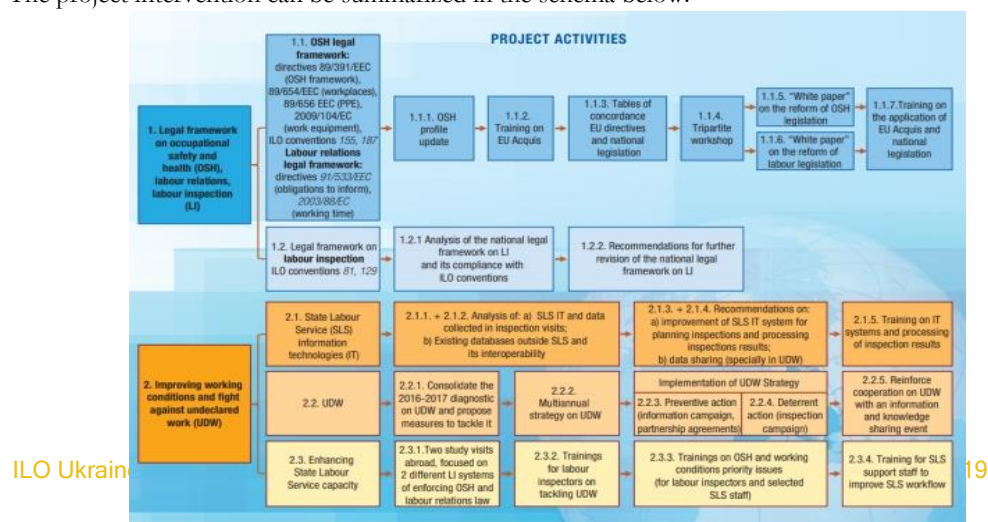 The project intervention can be summarized in the schema below.
PROJECT ACTIVITIES
1. Legal framework
on occupational
safety and
health (OSH),
labour relations,
labour inspection
(LI)
1.1. OSH legal
framework:
directives 89/391/EEC
(OSH framework),
89/654/EEC (workplaces),
89/656 EEC (PPE),
2009/104/EC
(work equipment),
ILO conventions 155, 187
Labour relations
legal framework:
directives 91/533/EEC
(obligations to inform),
2003/88/EC
(working time)
1.1.1. OSH
profile
update
1.1.2.
Training on
EU Acquis
1.1.3. Tables of
concordance
EU directives
and national
legislation
1.1.4.
Tripartite
workshop
1.1.5. "White paper"
on the reform of OSH
legislation
1.1.6. "White paper"
on the reform of
labour legislation
1.1.7.Training on
the application of
EU Acquis and
national
legislation
1.2. Legal framework on
labour inspection
ILO conventions 81, 129
1.2.1 Analysis of the national legal
framework on LI
and its compliance with
ILO conventions
1.2.2. Recommendations for further
revision of the national legal
framework on LI
2. Improving working
conditions and fight
against undeclared
work (UDW)
2.1. State Labour
Service (SLS)
information
technologies (IT)
2.1.1. + 2.1.2. Analysis of: a) SLS IT and data
collected in inspection visits;
b) Existing databases outside SLS and
its interoperability
2.1.3. + 2.1.4. Recommendations on:
a) improvement of SLS IT system for
planning inspections and processing
inspections results;
b) data sharing (specially in UDW)
2.1.5. Training on IT
systems and processing
of inspection results
2.2. UDW
2.2.1. Consolidate the
2016-2017 diagnostic
on UDW and propose
measures to tackle it
2.2.2.
Multiannual
strategy on UDW
Implementation of UDW Strategy
2.2.3. Preventive action
(information campaign,
partnership agreements)
2.2.4. Deterrent
action (inspection
campaign)
2.2.5. Reinforce
cooperation on UDW
with an information
and knowledge
sharing event
2.3. Enhancing
State Labour
Service capacity
2.3.1.Two study visits
abroad, focused on
2 different LI systems
of enforcing OSH and
labour relations law
2.3.2. Trainings
for labour
inspectors on
tackling UDW
2.3.3. Trainings on OSH and working
conditions priority issues
(for labour inspectors and selected
SLS staff)
2.3.4. Training for SLS
support staff to
improve SLS workflow
ILO Ukraine
19